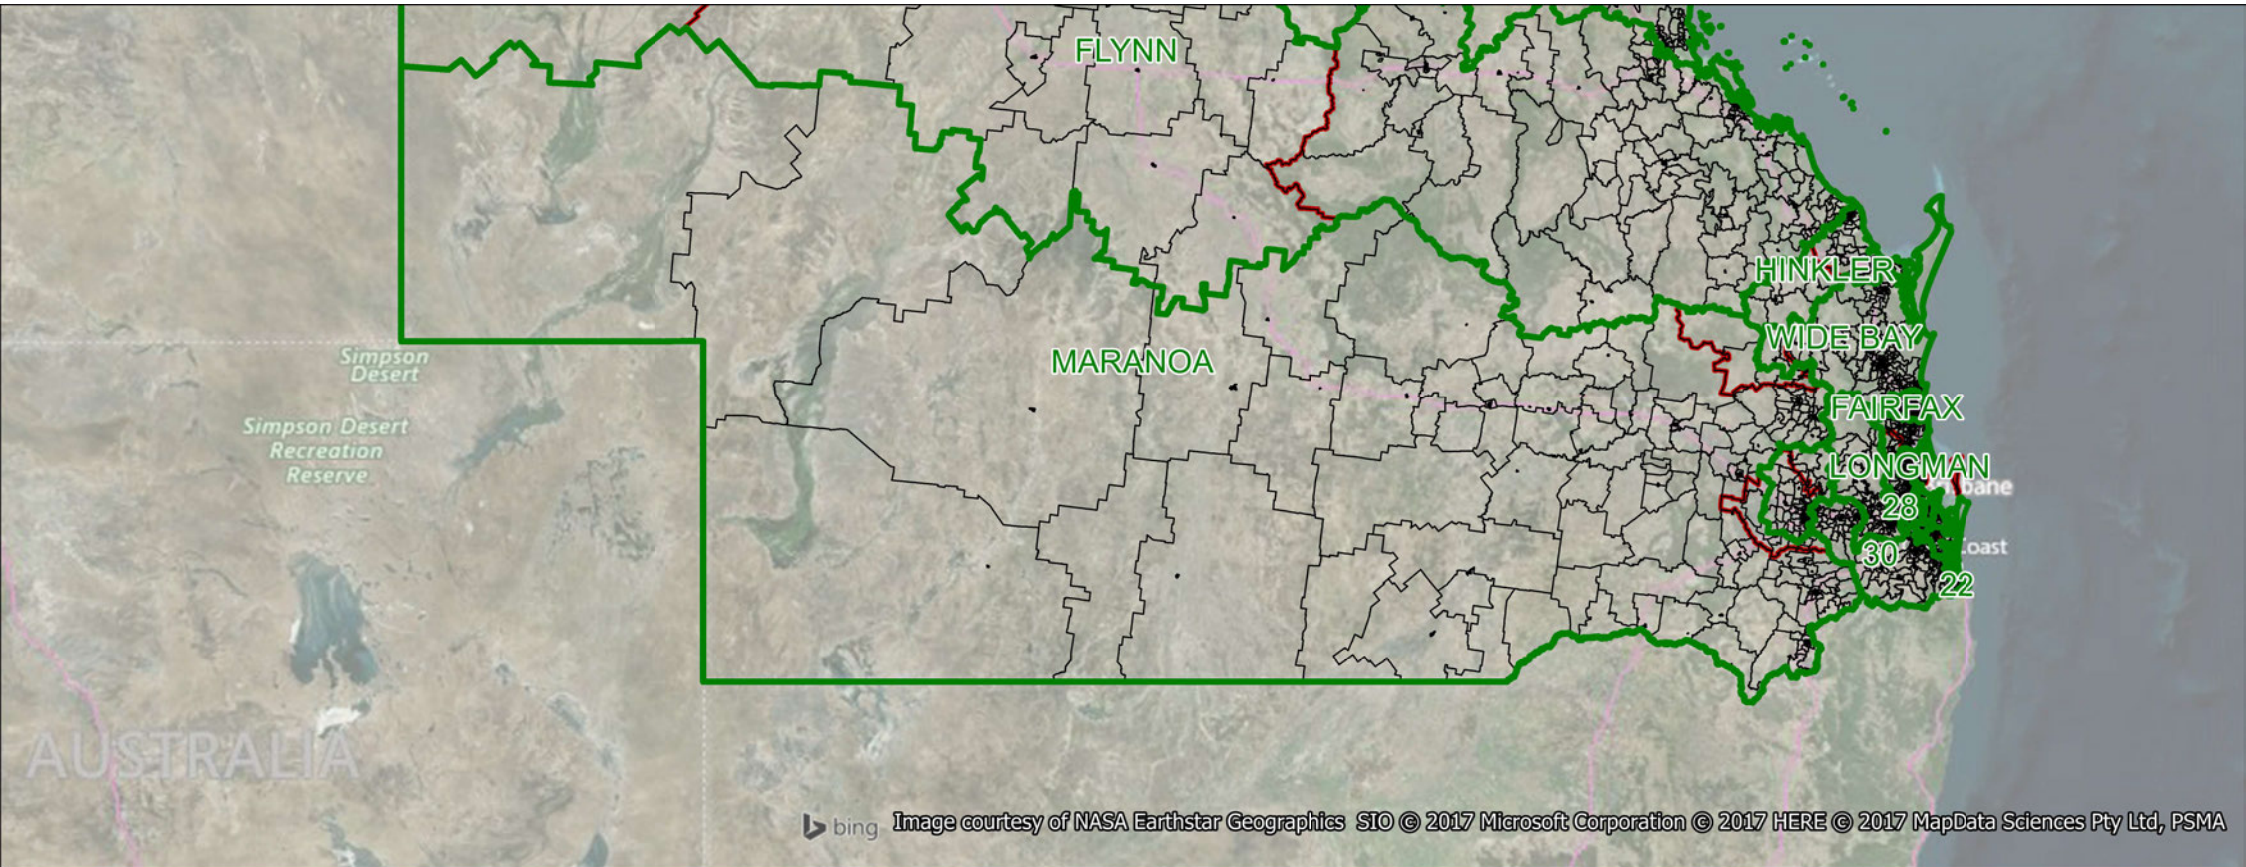 FLYNN
HINKLER
WIDE BAY
MARANOA
Simpson
Desert
FAIRFAX
Simpson Desert
Recreation
Reserve
LONGMAN
28
30
22
AUSTRALIA
bing
Image courtesy of NASA Earthstar Geographics SIO © 2017 Microsoft Corporation © 2017 HERE © 2017 MapData Sciences Pty Ltd, PSMA